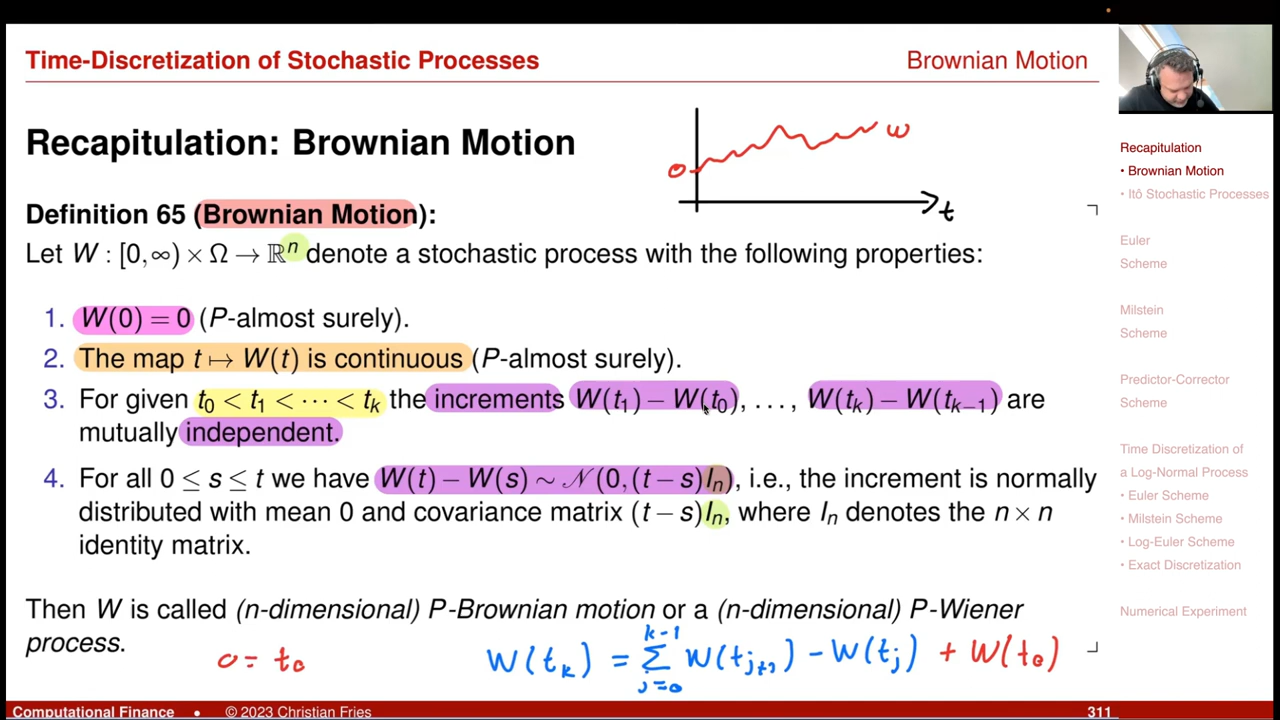 Time-Discretization of Stochastic Processes
Brownian Motion
Recapitulation: Brownian Motion
0
w
t
Definition 65 (Brownian Motion):
Let W : [0,∞) × Ω → ℝⁿ denote a stochastic process with the following properties:
1. W(0) = 0 (P-almost surely).
2. The map t ↦ W(t) is continuous (P-almost surely).
3. For given t₀ < t₁ < ⋯ < tₖ the increments W(t₁) − W(t₀), …, W(tₖ) − W(tₖ₋₁) are
mutually independent.
4. For all 0 ≤ s ≤ t we have W(t) − W(s) ∼ 𝒩(0,(t−s)Iₙ), i.e., the increment is normally
distributed with mean 0 and covariance matrix (t−s)Iₙ, where Iₙ denotes the n × n
identity matrix.
Then W is called (n-dimensional) P-Brownian motion or a (n-dimensional) P-Wiener
process.
0 = t₀
W(tₖ) = ∑_{j=0}^{k-1} W(t_{j+1}) − W(t_j) + W(t₀)
Computational Finance • © 2023 Christian Fries
311
Recapitulation
• Brownian Motion
• Itô Stochastic Processes
Euler
Scheme
Milstein
Scheme
Predictor-Corrector
Scheme
Time Discretization of
a Log-Normal Process
• Euler Scheme
• Milstein Scheme
• Log-Euler Scheme
• Exact Discretization
Numerical Experiment